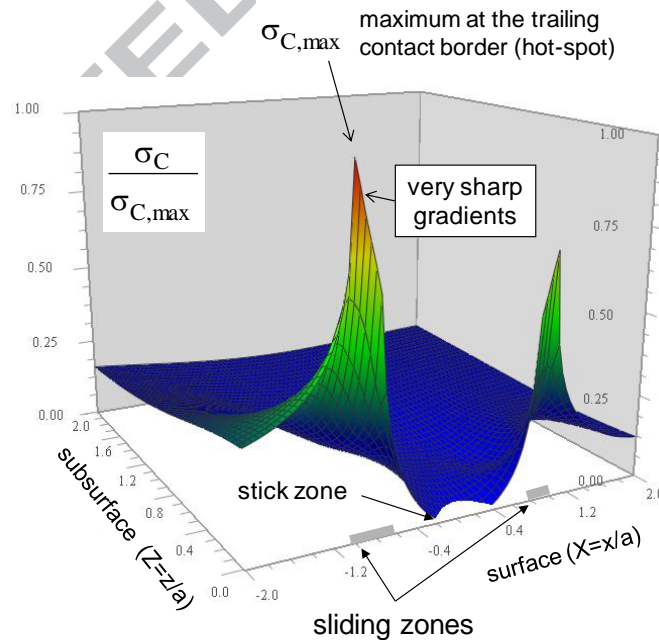 σC,max
maximum at the trailing
contact border (hot-spot)
1.00
1.00
σC
σC,max
very sharp
gradients
0.75
0.75
0.50
0.50
0.25
0.25
0.00
0.00
2.0
1.6
1.2
0.8
0.4
0.0
subsurface (Z=z/a)
stick zone
-2.0
-1.2
-0.4
0.4
1.2
2.0
surface (X=x/a)
sliding zones